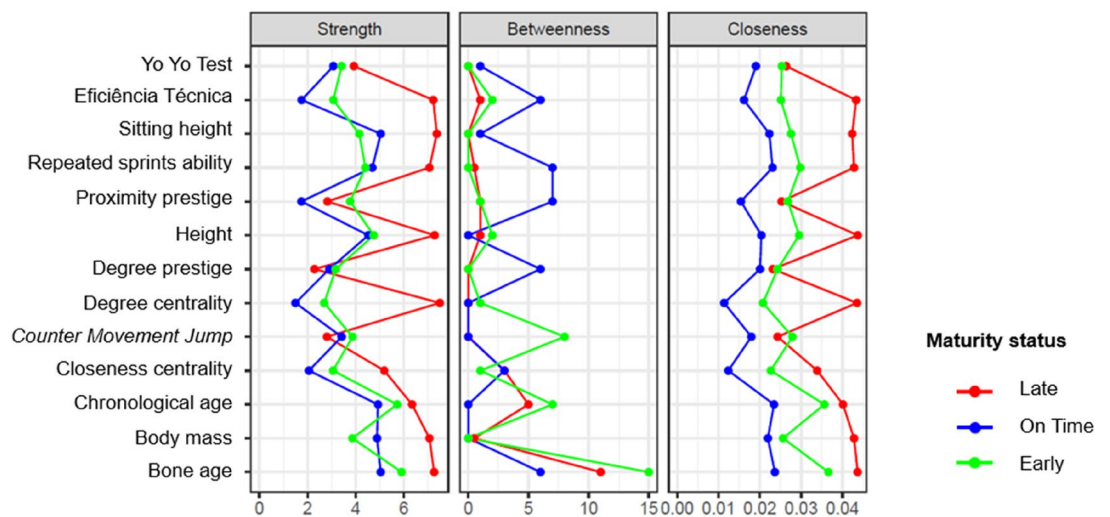 Strength Betweenness Closeness
Yo Yo Test
Eficiência Técnica
Sitting height
Repeated sprints ability
Proximity prestige
Height
Degree prestige
Degree centrality
Counter Movement Jump
Closeness centrality
Chronological age
Body mass
Bone age
0 2 4 6 0 5 10 15 0.00 0.01 0.02 0.03 0.04
Maturity status
Late
On Time
Early